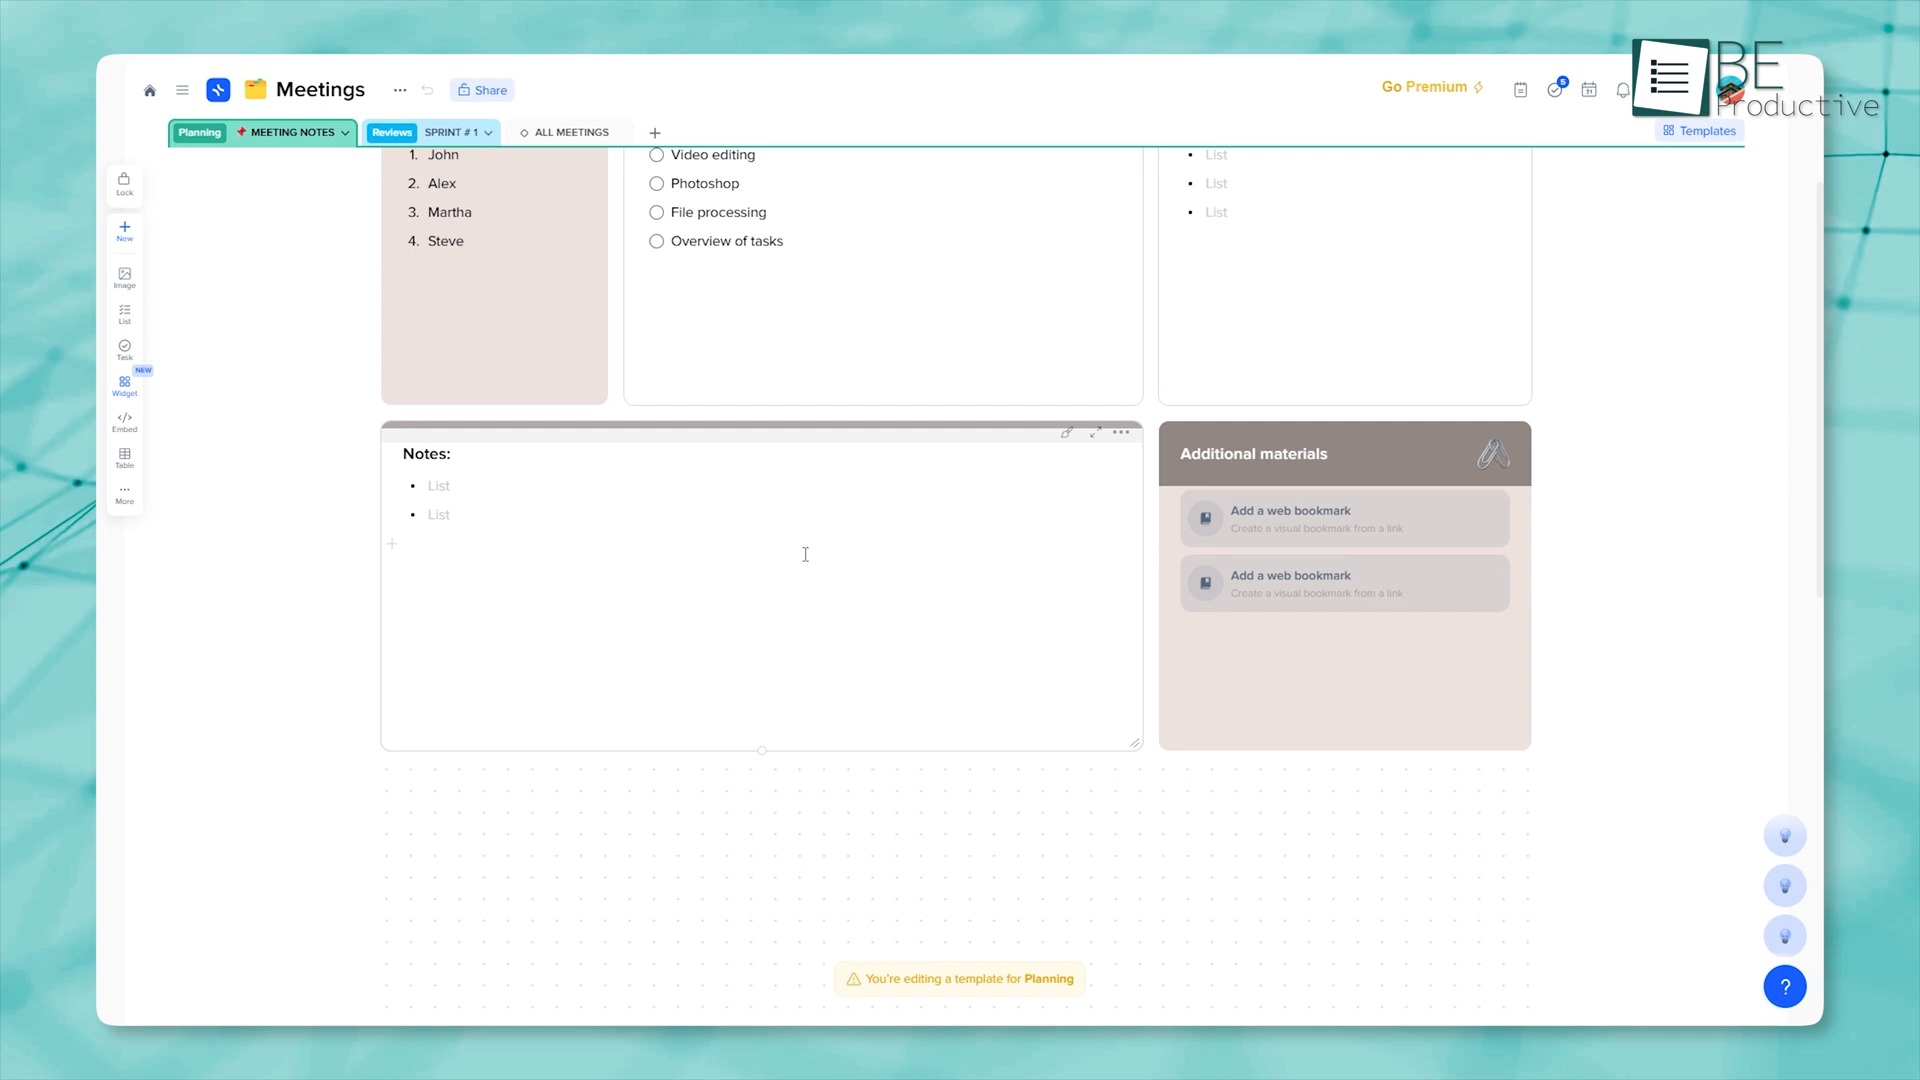 Meetings
Share
Go Premium
5
31
BE
Productive
Planning
MEETING NOTES
Reviews
SPRINT # 1
ALL MEETINGS
Templates
Lock
New
Image
List
Task
NEW
Widget
Embed
Table
More
1. John
2. Alex
3. Martha
4. Steve
Video editing
Photoshop
File processing
Overview of tasks
List
List
List
Notes:
List
List
Additional materials
Add a web bookmark
Create a visual bookmark from a link
Add a web bookmark
Create a visual bookmark from a link
You're editing a template for Planning
?